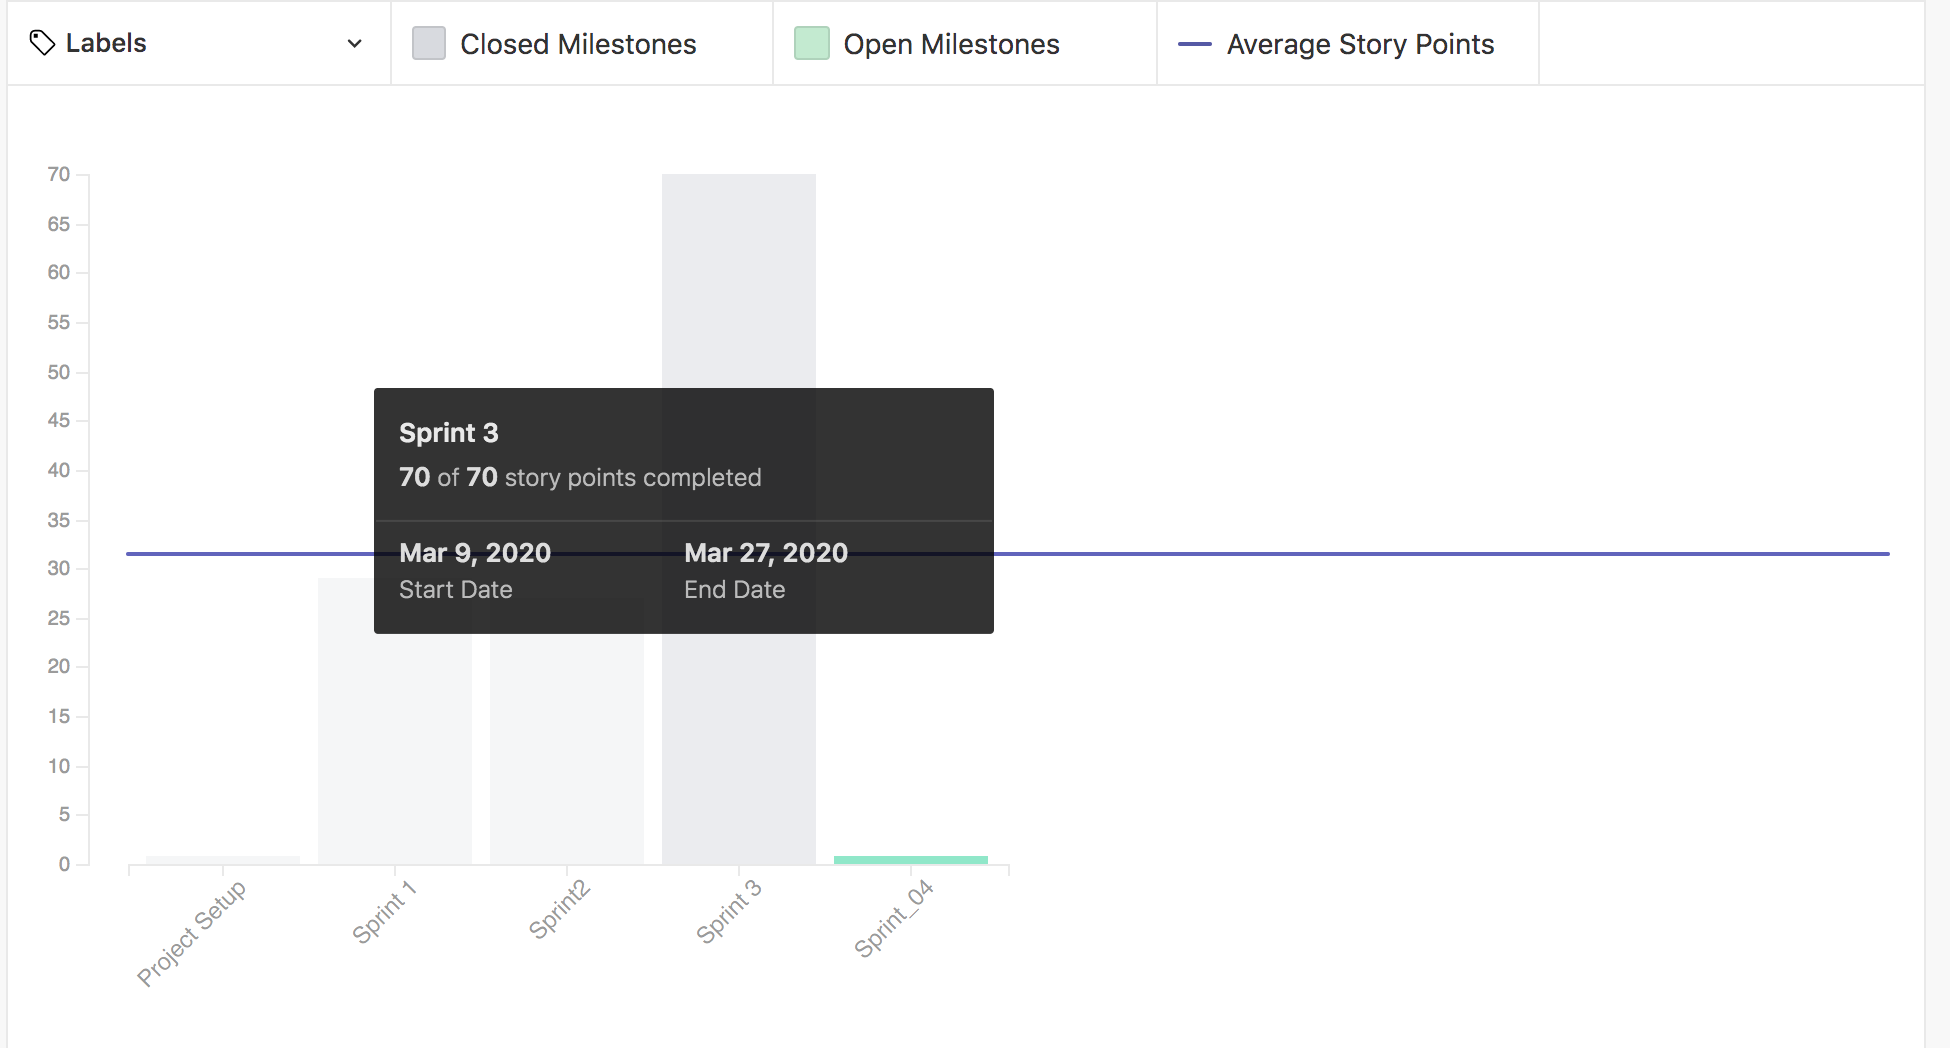 Labels
Closed Milestones
Open Milestones
Average Story Points
70
65
60
55
50
45
40
35
30
25
20
15
10
5
0
Sprint 3
70 of 70 story points completed
Mar 9, 2020
Mar 27, 2020
Start Date
End Date
Project Setup
Sprint 1
Sprint2
Sprint 3
Sprint_04